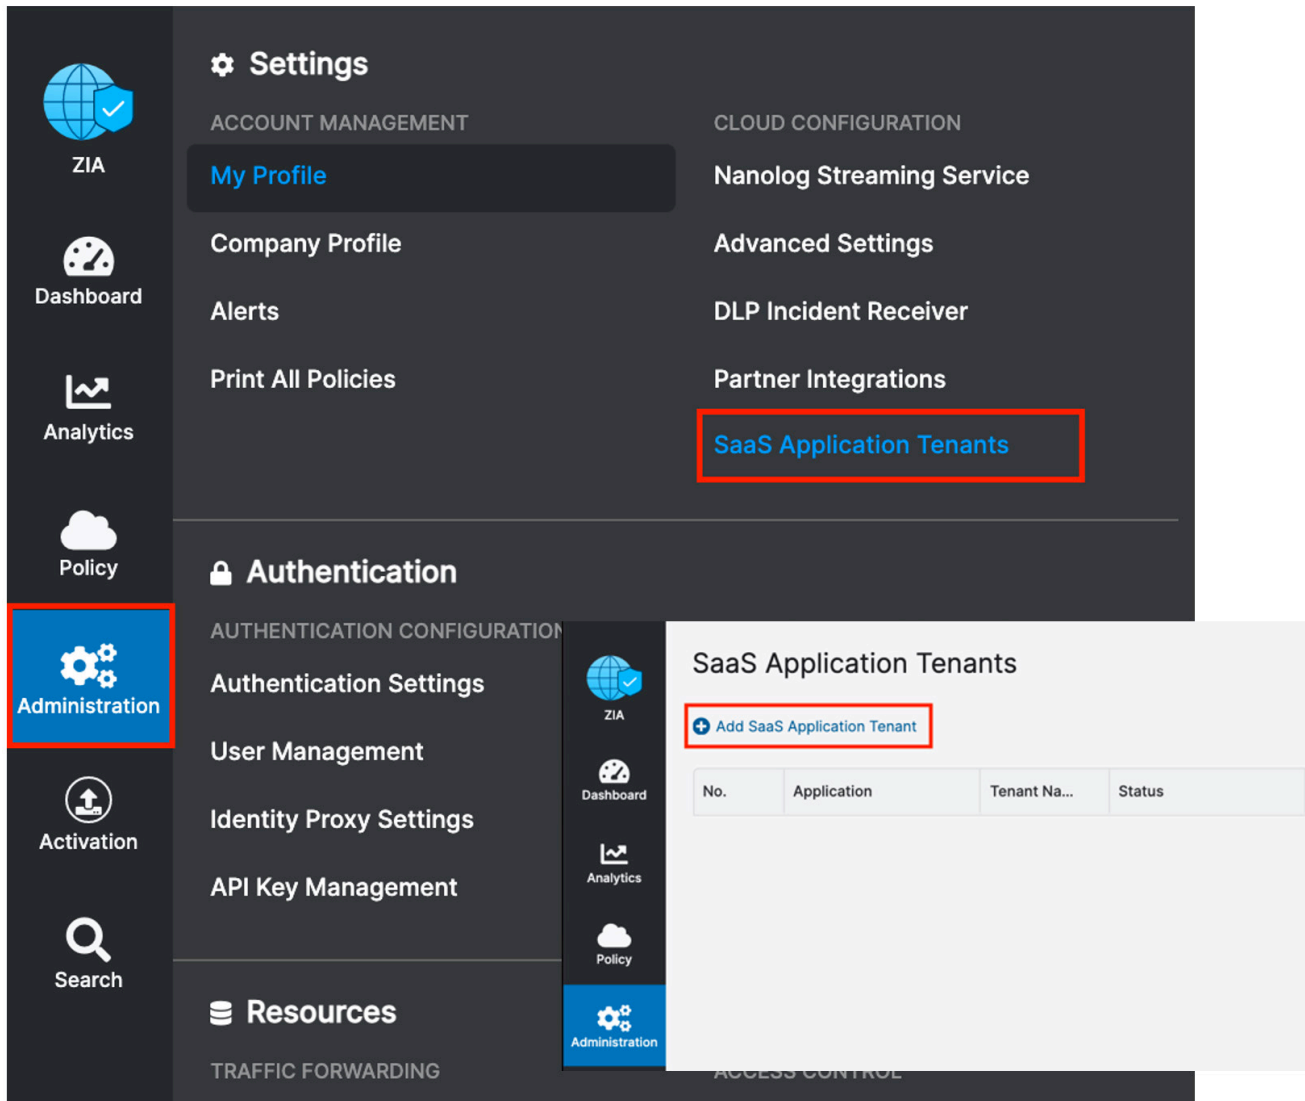 ZIA
Dashboard
Analytics
Policy
Administration
Activation
Search
Settings
ACCOUNT MANAGEMENT
My Profile
Company Profile
Alerts
Print All Policies
CLOUD CONFIGURATION
Nanolog Streaming Service
Advanced Settings
DLP Incident Receiver
Partner Integrations
SaaS Application Tenants
Authentication
AUTHENTICATION CONFIGURATION
Authentication Settings
User Management
Identity Proxy Settings
API Key Management
Resources
TRAFFIC FORWARDING
ACCESS CONTROL
ZIA
Dashboard
Analytics
Policy
Administration
SaaS Application Tenants
Add SaaS Application Tenant
No. Application Tenant Na... Status